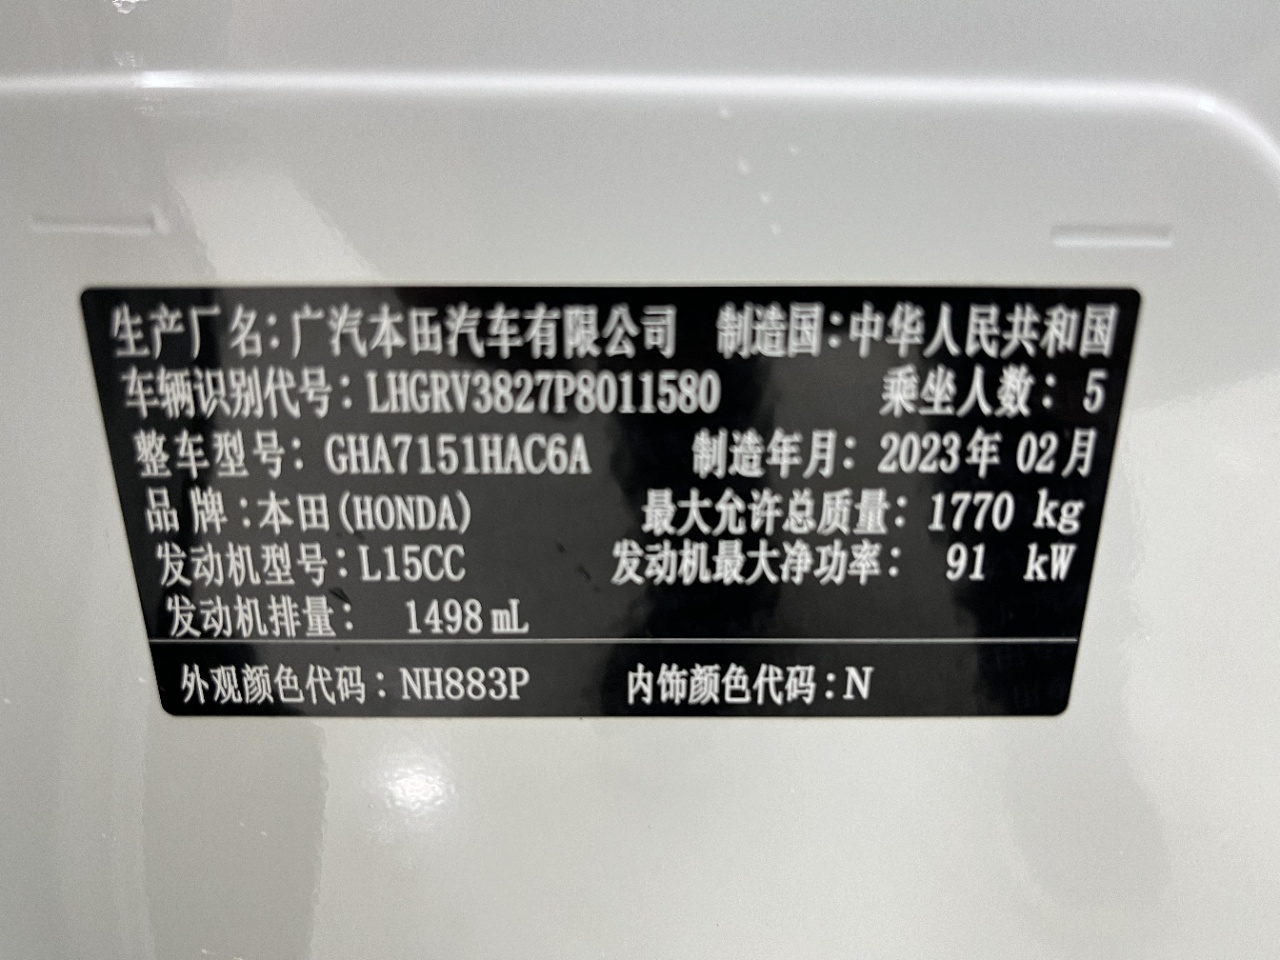 生产厂名：广汽本田汽车有限公司 制造国：中华人民共和国
车辆识别代号：LHGRV3827P8011580 乘坐人数：5
整车型号：GHA7151HAC6A 制造年月：2023年 02月
品 牌：本田(HONDA) 最大允许总质量：1770 kg
发动机型号：L15CC 发动机最大净功率：91 kW
发动机排量：1498 mL
外观颜色代码：NH883P 内饰颜色代码：N